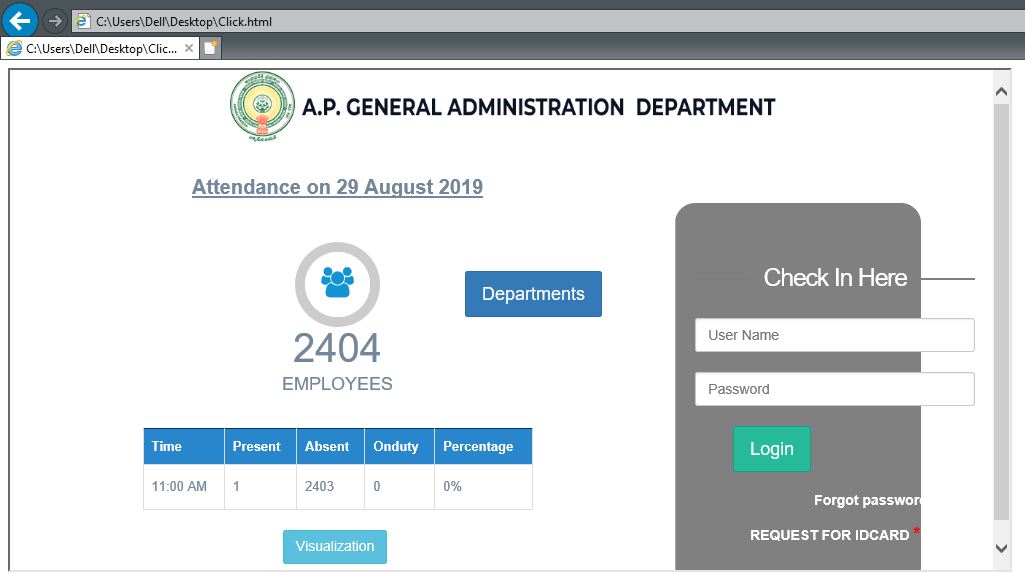 C:\Users\Dell\Desktop\Click.html
C:\Users\Dell\Desktop\Clic...
A.P. GENERAL ADMINISTRATION DEPARTMENT
Attendance on 29 August 2019
2404
EMPLOYEES
Departments
Time Present Absent Onduty Percentage
11:00 AM 1 2403 0 0%
Visualization
Check In Here
User Name
Password
Login
Forgot password
REQUEST FOR IDCARD *